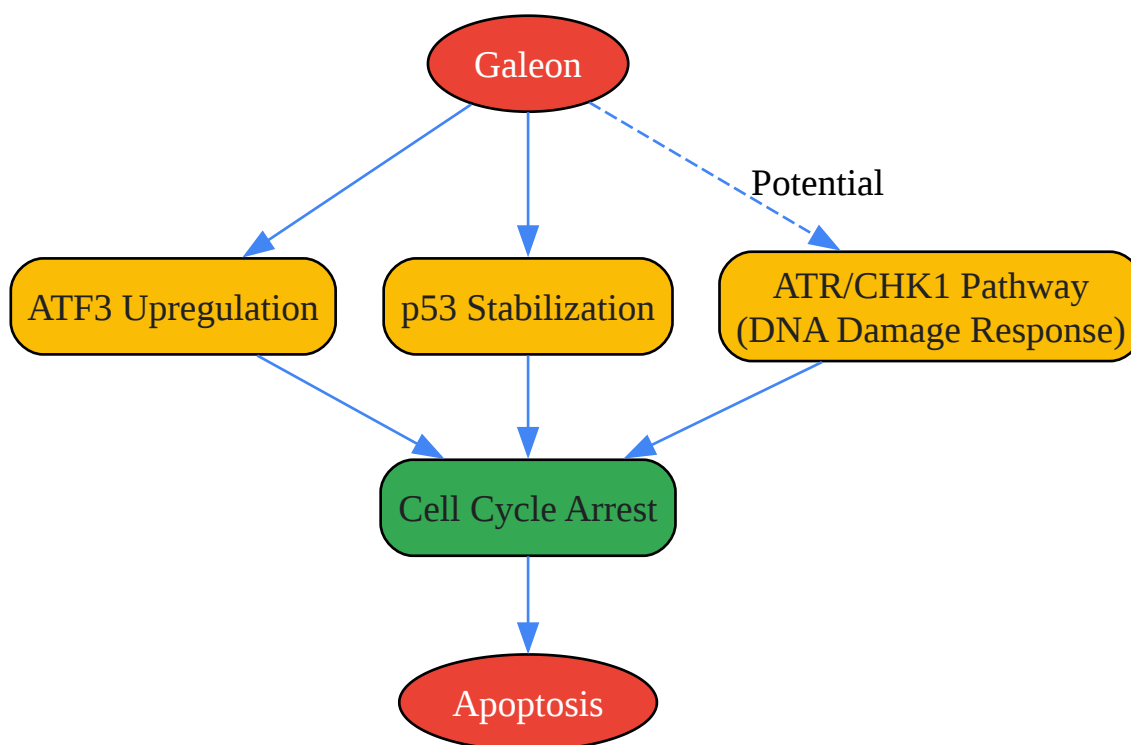 Galeon
Potential
ATF3 Upregulation
p53 Stabilization
ATR/CHK1 Pathway
(DNA Damage Response)
Cell Cycle Arrest
Apoptosis